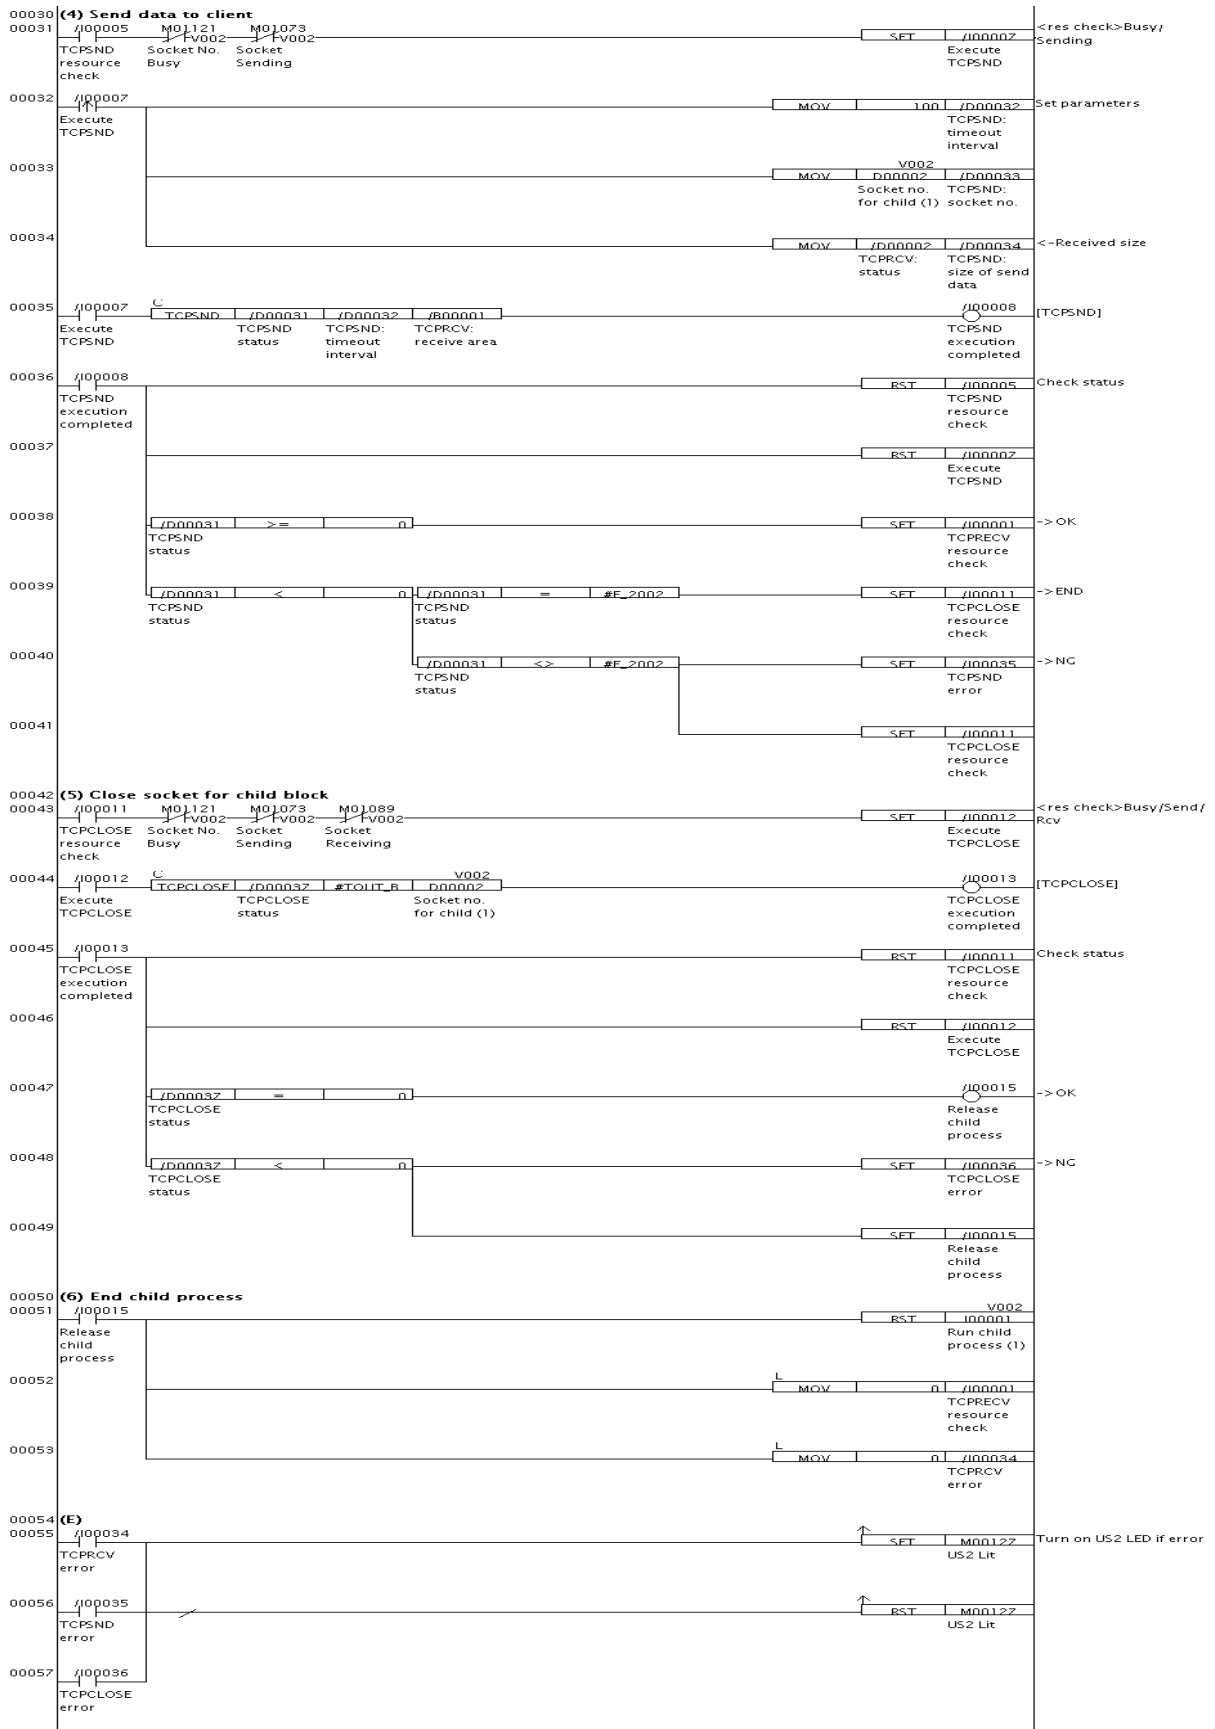 00030 (4) Send data to client
00031 /I00005 M01121 M01073 <res check>Busy/
V002 V002 SET /I00007 Sending
TCPSND Socket No. Socket Execute
resource Busy Sending TCPSND
check
00032 /I00007 MOV 100 /D00032 Set parameters
Execute TCPSND:
TCPSND timeout
interval
00033 V002
MOV D00002 /D00033
Socket no. TCPSND:
for child (1) socket no.
00034 MOV /D00002 /D00034 <-Received size
TCPRCV: TCPSND:
status size of send
data
00035 /I00007 C /I00008
TCPSND /D00031 /D00032 /B00001 [TCPSND]
Execute TCPSND TCPSND: TCPRCV: TCPSND
TCPSND status timeout receive area execution
interval completed
00036 /I00008 RST /I00005 Check status
TCPSND TCPSND
execution resource
completed check
00037 RST /I00007
Execute
TCPSND
00038 /D00031 >= 0 SET /I00001 ->OK
TCPSND TCPRECV
status resource
check
00039 /D00031 < 0 /D00031 = #E_2002 SET /I00011 ->END
TCPSND TCPSND TCPCLOSE
status status resource
check
00040 /D00031 <> #E_2002 SET /I00035 ->NG
TCPSND TCPSND
status error
00041 SET /I00011
TCPCLOSE
resource
check
00042 (5) Close socket for child block
00043 /I00011 M01121 M01073 M01089 <res check>Busy/Send/
V002 V002 V002 SET /I00012 Rcv
TCPCLOSE Socket No. Socket Socket Execute
resource Busy Sending Receiving TCPCLOSE
check
00044 /I00012 C V002 /I00013
TCPCLOSE /D00037 #TOUT_B D00002 [TCPCLOSE]
Execute TCPCLOSE Socket no. TCPCLOSE
TCPCLOSE status for child (1) execution
completed
00045 /I00013 RST /I00011 Check status
TCPCLOSE TCPCLOSE
execution resource
completed check
00046 RST /I00012
Execute
TCPCLOSE
00047 /D00037 = 0 /I00015 ->OK
TCPCLOSE Release
status child
process
00048 /D00037 < 0 SET /I00036 ->NG
TCPCLOSE TCPCLOSE
status error
00049 SET /I00015
Release
child
process
00050 (6) End child process
00051 /I00015 V002
RST I00001
Release Run child
child process (1)
process
00052 L
MOV 0 /I00001
TCPRECV
resource
check
00053 L
MOV 0 /I00034
TCPRCV
error
00054 (E)
00055 /I00034 SET M00127 Turn on US2 LED if error
TCPRCV US2 Lit
error
00056 /I00035 RST M00127
TCPSND US2 Lit
error
00057 /I00036
TCPCLOSE
error